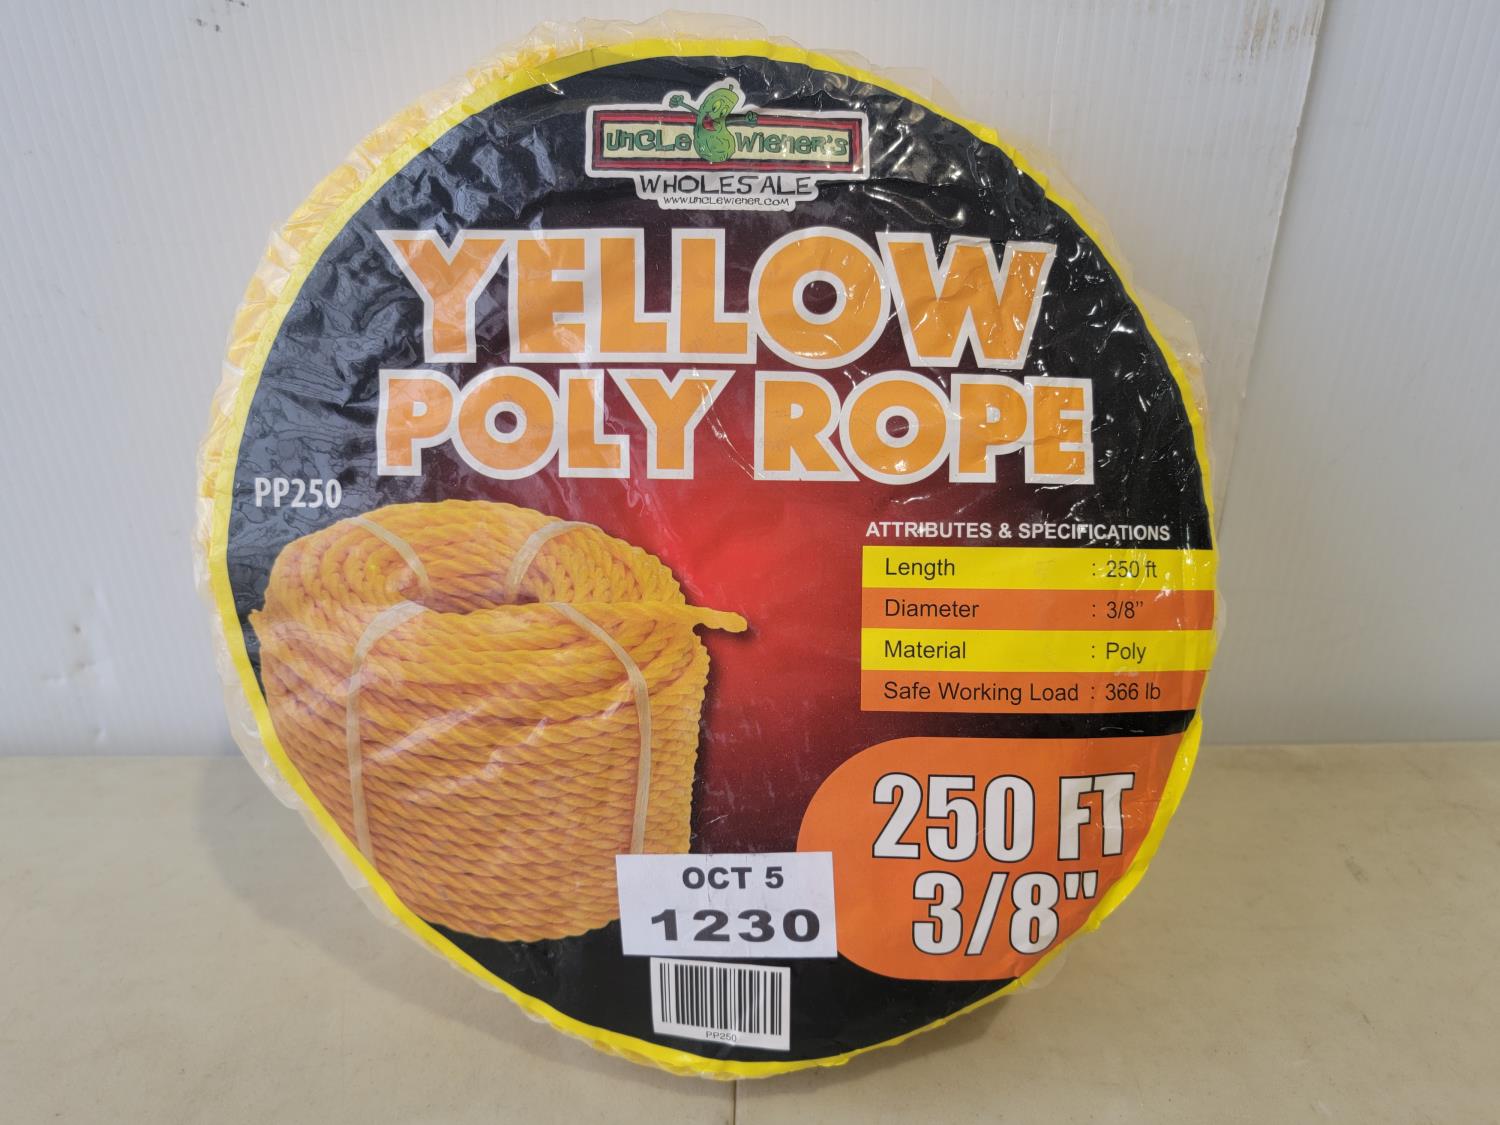 UNCLE WIENER'S
WHOLESALE
WWW.UNCLEWIENER.COM
YELLOW
POLY ROPE
PP250
ATTRIBUTES & SPECIFICATIONS
Length : 250 ft
Diameter : 3/8"
Material : Poly
Safe Working Load : 366 lb
250 FT
3/8"
OCT 5
1230
PP250